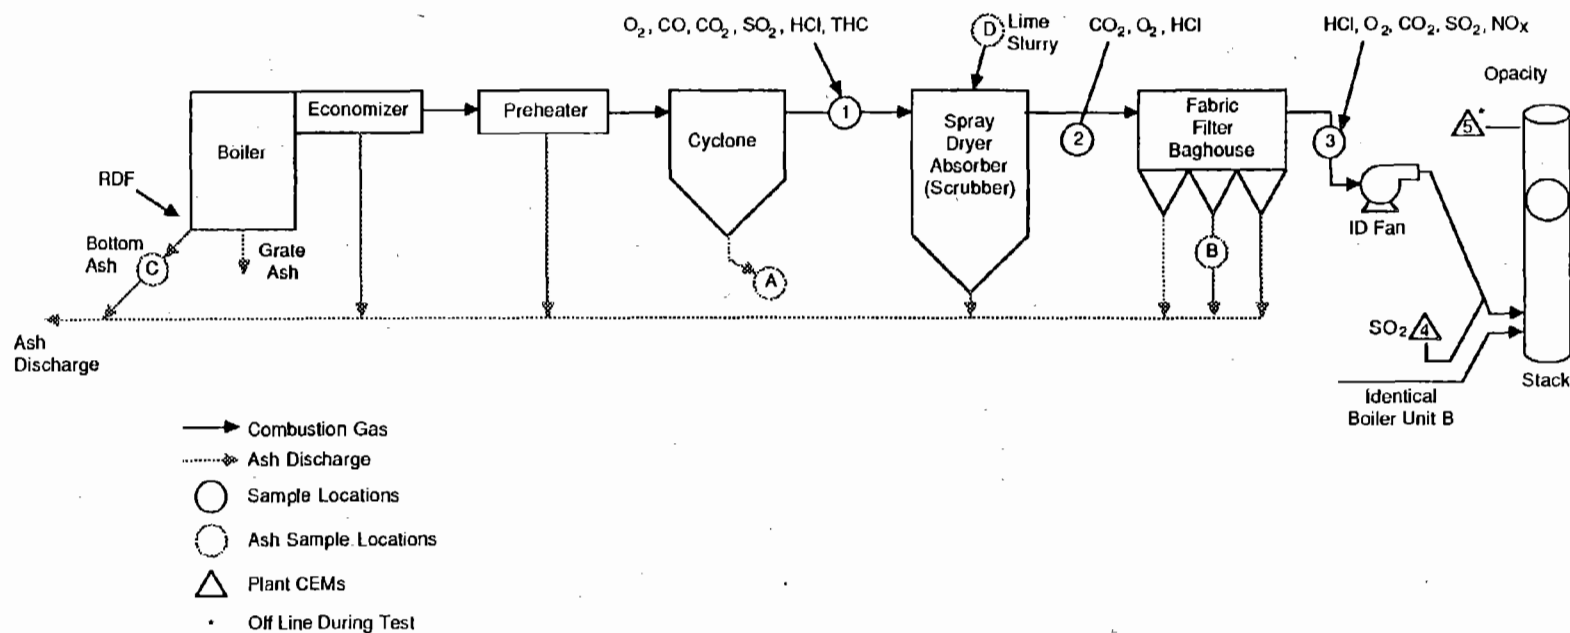 O₂, CO, CO₂, SO₂, HCl, THC
D
Lime
Slurry
CO₂, O₂, HCl
HCl, O₂, CO₂, SO₂, NOx
Opacity
5*
Economizer
Preheater
1
2
3
Boiler
Cyclone
Spray
Dryer
Absorber
(Scrubber)
Fabric
Filter
Baghouse
RDF
ID Fan
Bottom
Ash
C
Grate
Ash
A
B
SO₂ 4
Ash
Discharge
Stack
Identical
Boiler Unit B
Combustion Gas
Ash Discharge
Sample Locations
Ash Sample Locations
Plant CEMs
• Off Line During Test